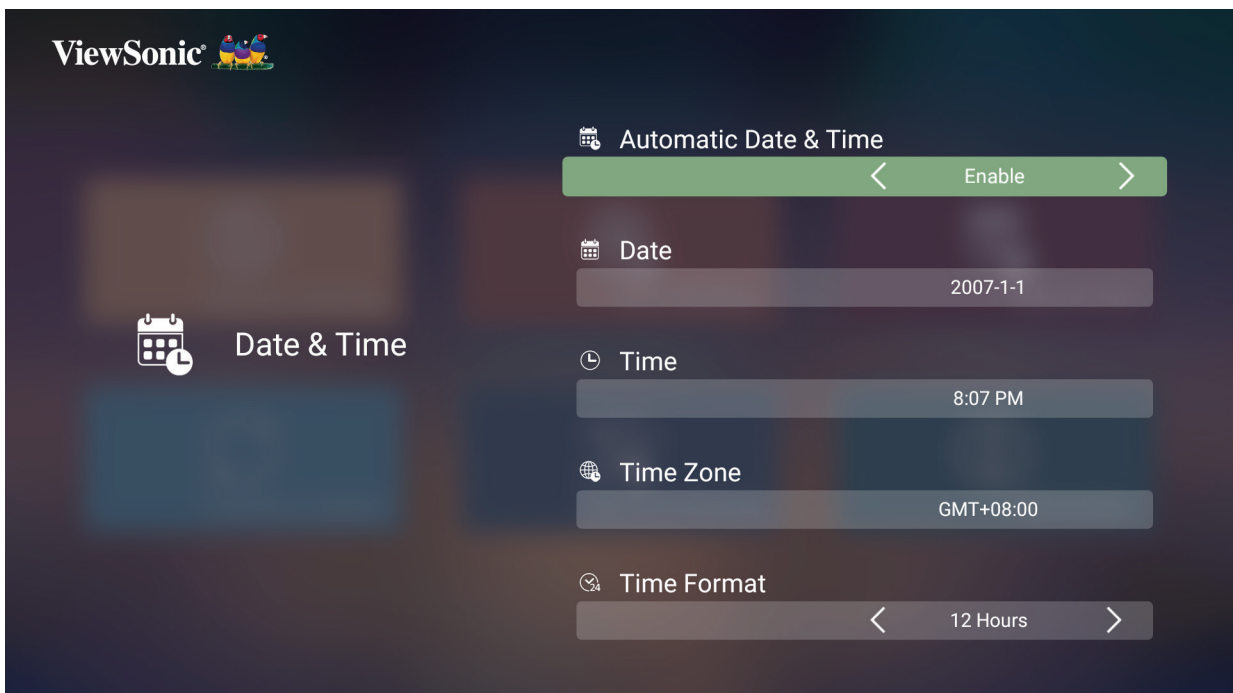 ViewSonic®
Automatic Date & Time
Enable
Date
2007-1-1
Date & Time
Time
8:07 PM
Time Zone
GMT+08:00
24
Time Format
12 Hours